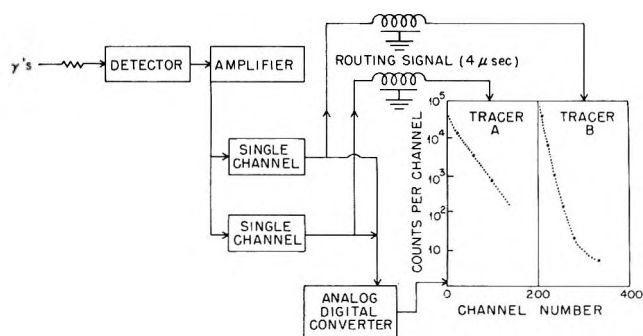 γ's
DETECTOR
AMPLIFIER
ROUTING SIGNAL (4 μsec)
SINGLE
CHANNEL
SINGLE
CHANNEL
ANALOG
DIGITAL
CONVERTER
COUNTS PER CHANNEL
10⁵
10⁴
10³
10²
10
TRACER
A
TRACER
B
0
200
400
CHANNEL NUMBER